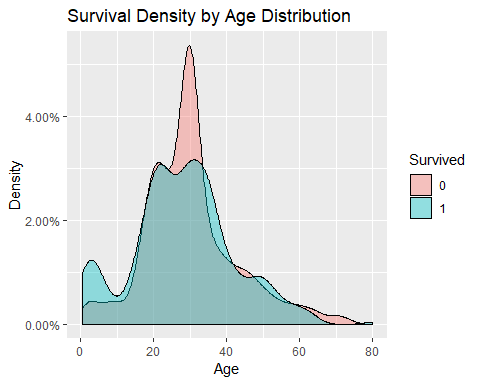 Survival Density by Age Distribution
4.00%
2.00%
0.00%
Density
0 20 40 60 80
Age
Survived
0
1